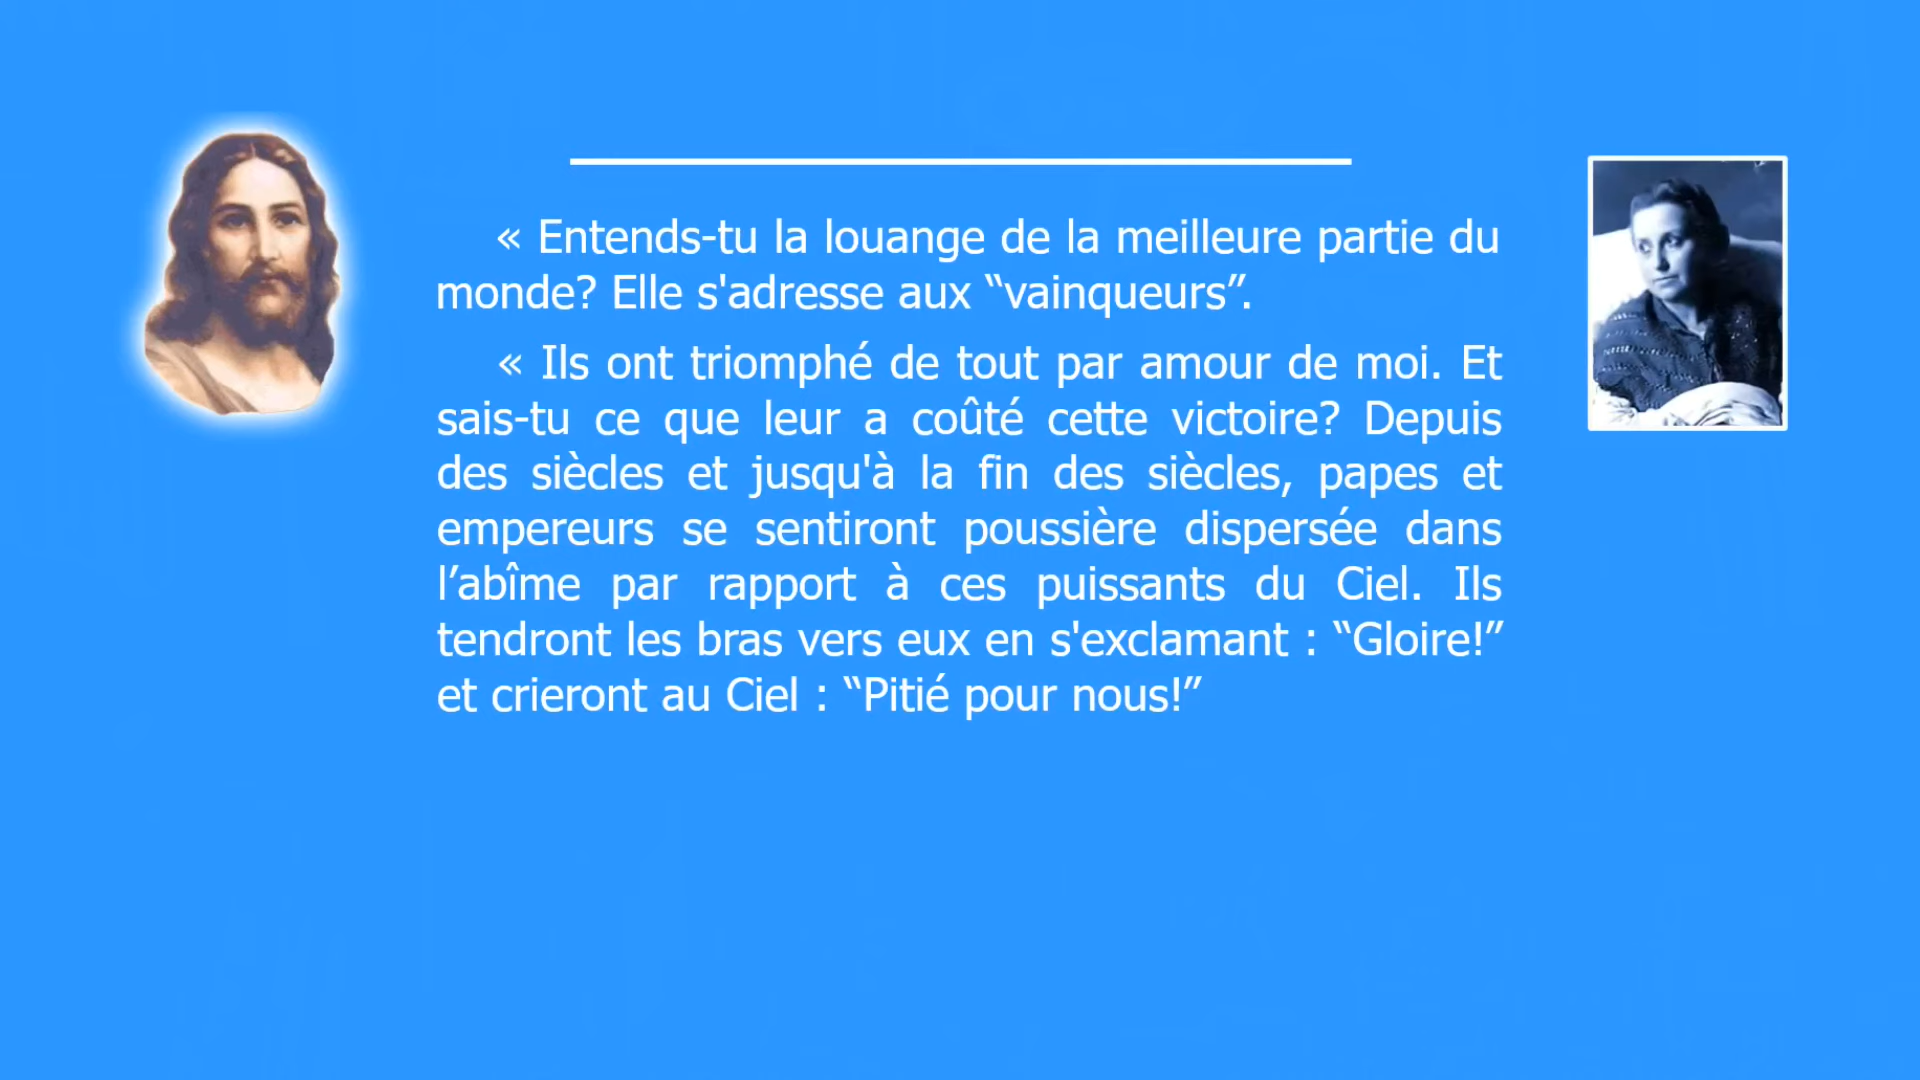 « Entends-tu la louange de la meilleure partie du
monde? Elle s'adresse aux “vainqueurs”.
« Ils ont triomphé de tout par amour de moi. Et
sais-tu ce que leur a coûté cette victoire? Depuis
des siècles et jusqu'à la fin des siècles, papes et
empereurs se sentiront poussière dispersée dans
l’abîme par rapport à ces puissants du Ciel. Ils
tendront les bras vers eux en s'exclamant : “Gloire!”
et crieront au Ciel : “Pitié pour nous!”